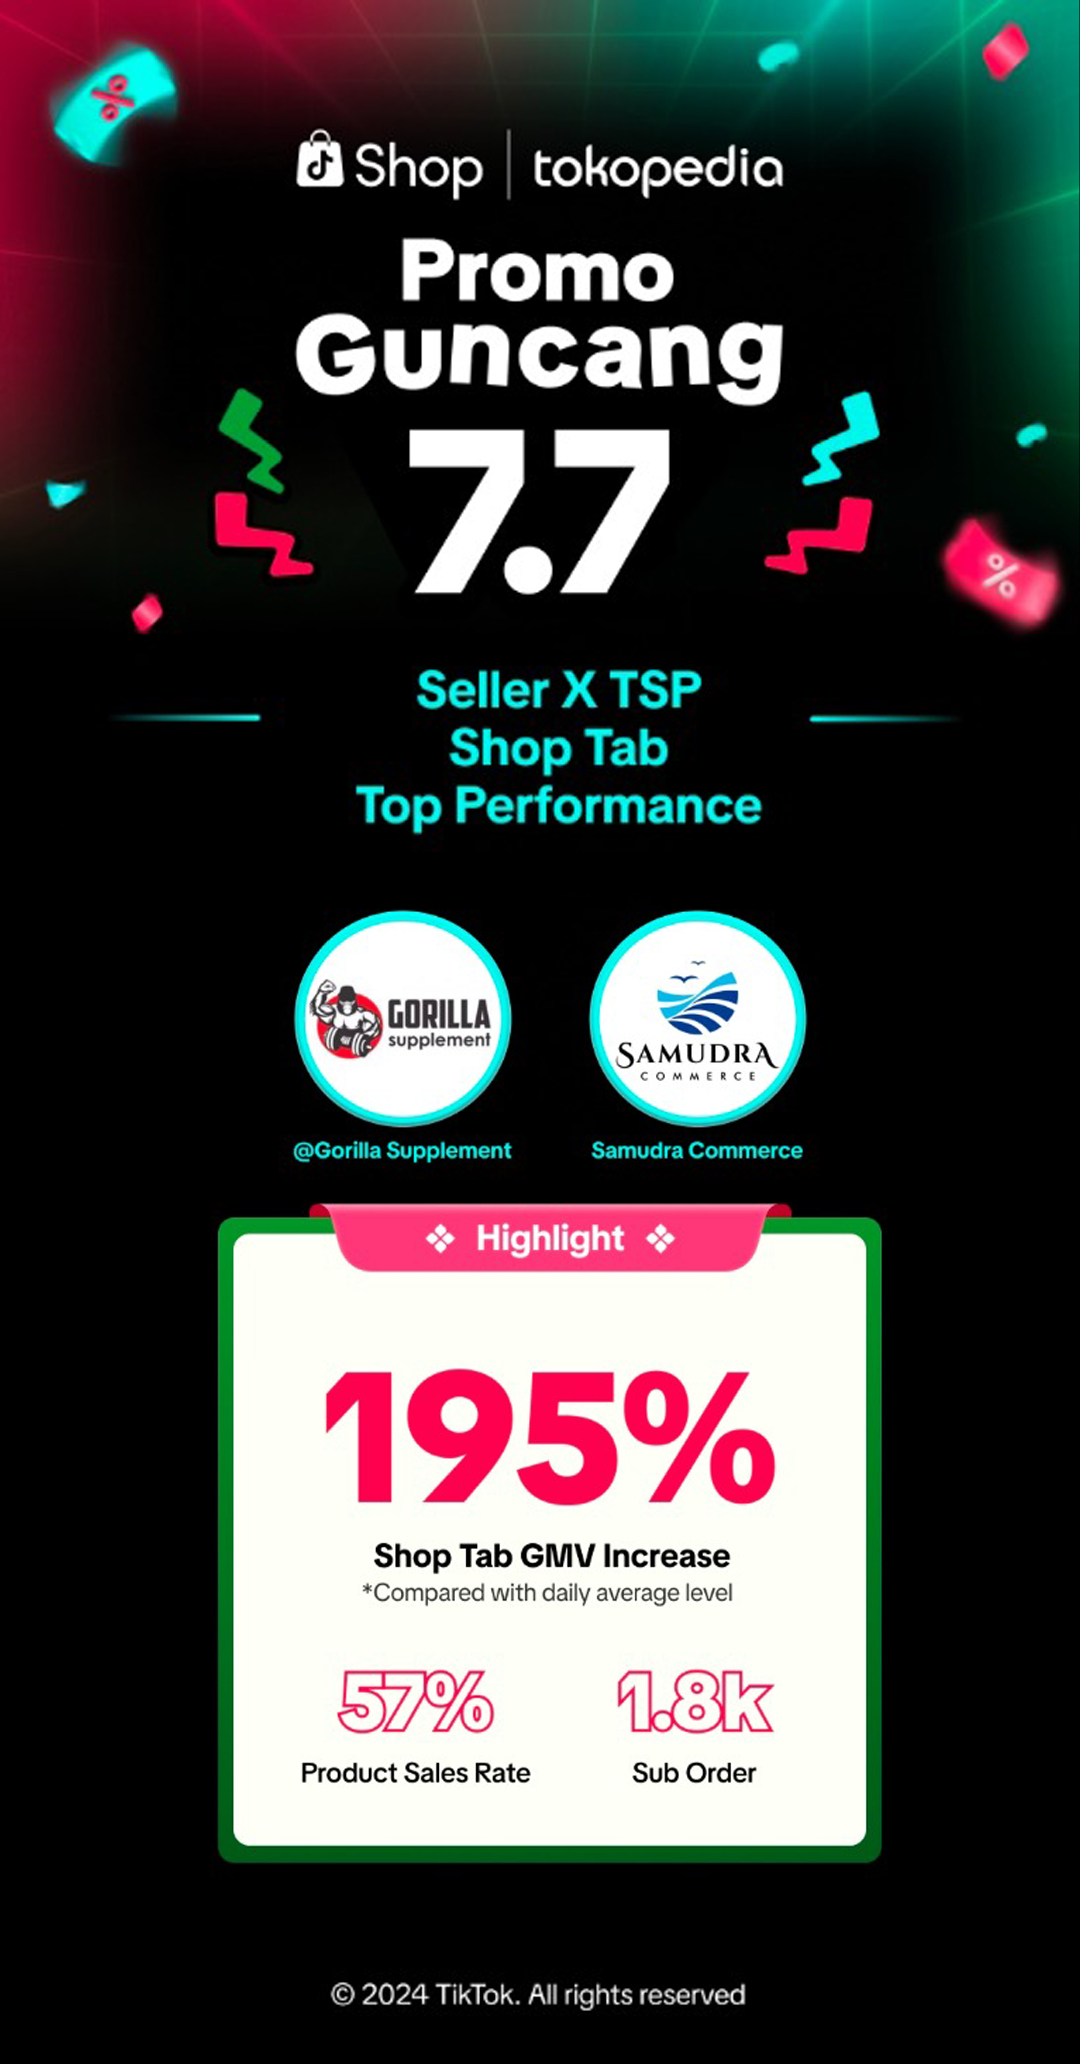 Shop | tokopedia
Promo
Guncang
7.7
Seller X TSP
Shop Tab
Top Performance
GORILLA
supplement
SAMUDRA
COMMERCE
@Gorilla Supplement
Samudra Commerce
Highlight
195%
Shop Tab GMV Increase
*Compared with daily average level
57%
1.8k
Product Sales Rate
Sub Order
© 2024 TikTok. All rights reserved